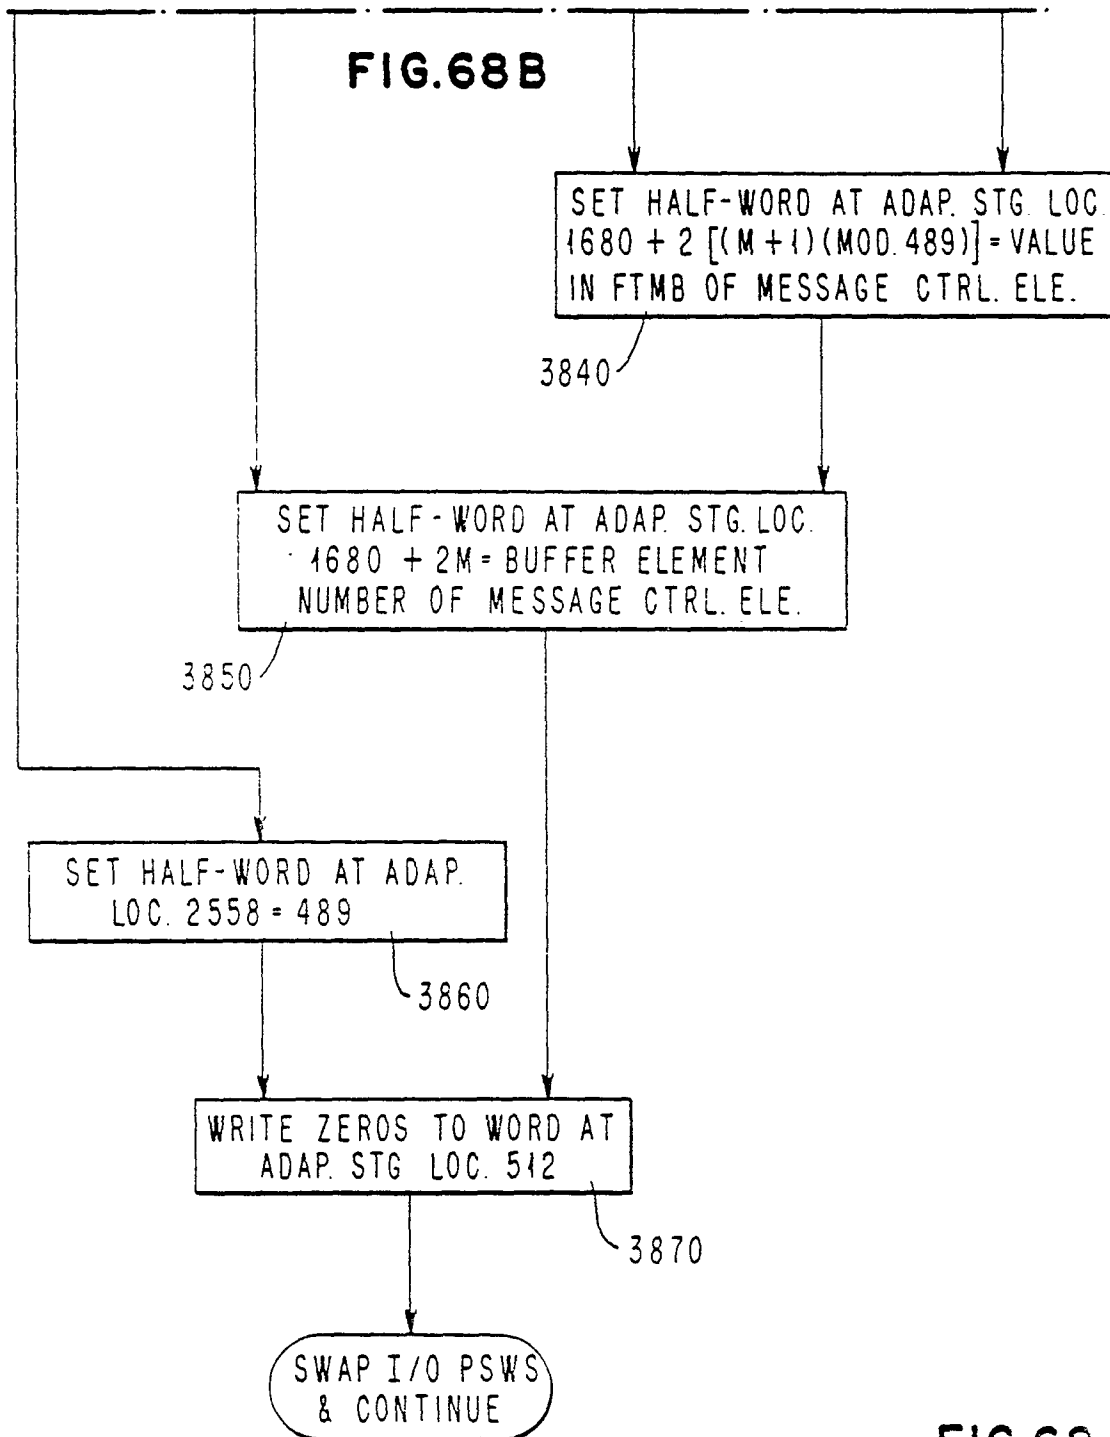 FIG.68B
SET HALF-WORD AT ADAP. STG. LOC.
1680 + 2 [(M+1)(MOD.489)] = VALUE
IN FTMB OF MESSAGE CTRL. ELE.
3840
SET HALF-WORD AT ADAP. STG. LOC.
1680 + 2M = BUFFER ELEMENT
NUMBER OF MESSAGE CTRL. ELE.
3850
SET HALF-WORD AT ADAP.
LOC. 2558 = 489
3860
WRITE ZEROS TO WORD AT
ADAP. STG LOC. 512
3870
SWAP I/O PSWS
& CONTINUE
FIG.68